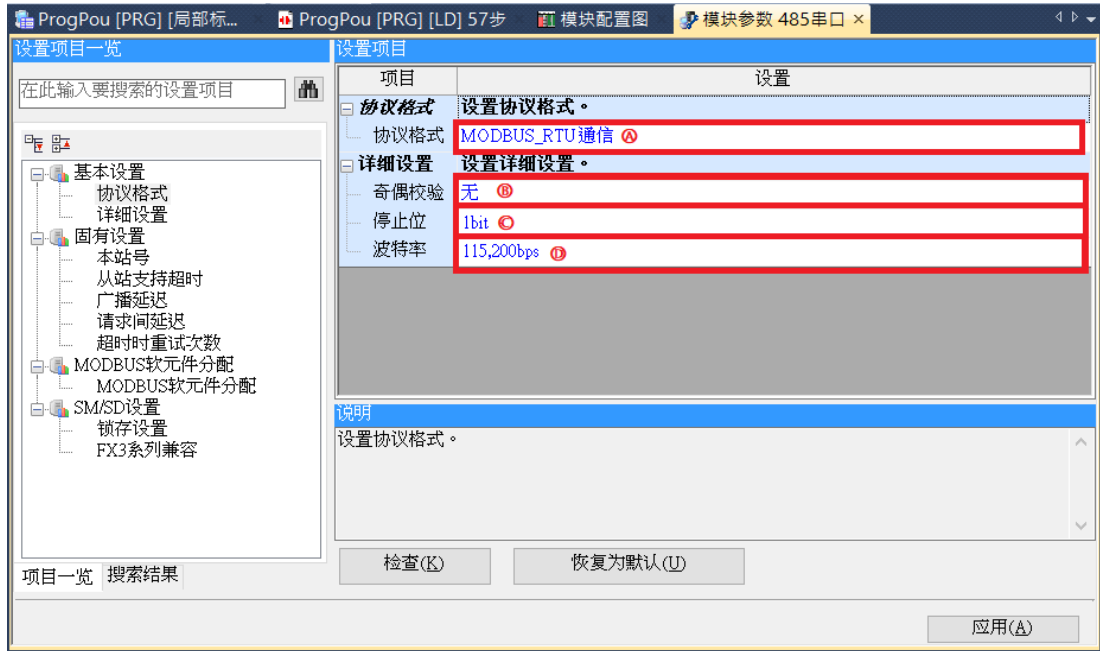 ProgPou [PRG] [局部标... ProgPou [PRG] [LD] 57步 模块配置图 模块参数 485串口
设置项目一览
在此输入要搜索的设置项目
基本设置
协议格式
详细设置
固有设置
本站号
从站支持超时
广播延迟
请求间延迟
超时时重试次数
MODBUS软元件分配
MODBUS软元件分配
SM/SD设置
锁存设置
FX3系列兼容
项目一览 搜索结果
设置项目
项目 设置
协议格式 设置协议格式。
协议格式 MODBUS_RTU通信 Ⓐ
详细设置 设置详细设置。
奇偶校验 无 Ⓑ
停止位 1bit Ⓒ
波特率 115,200bps Ⓓ
说明
设置协议格式。
检查(K) 恢复为默认(U)
应用(A)